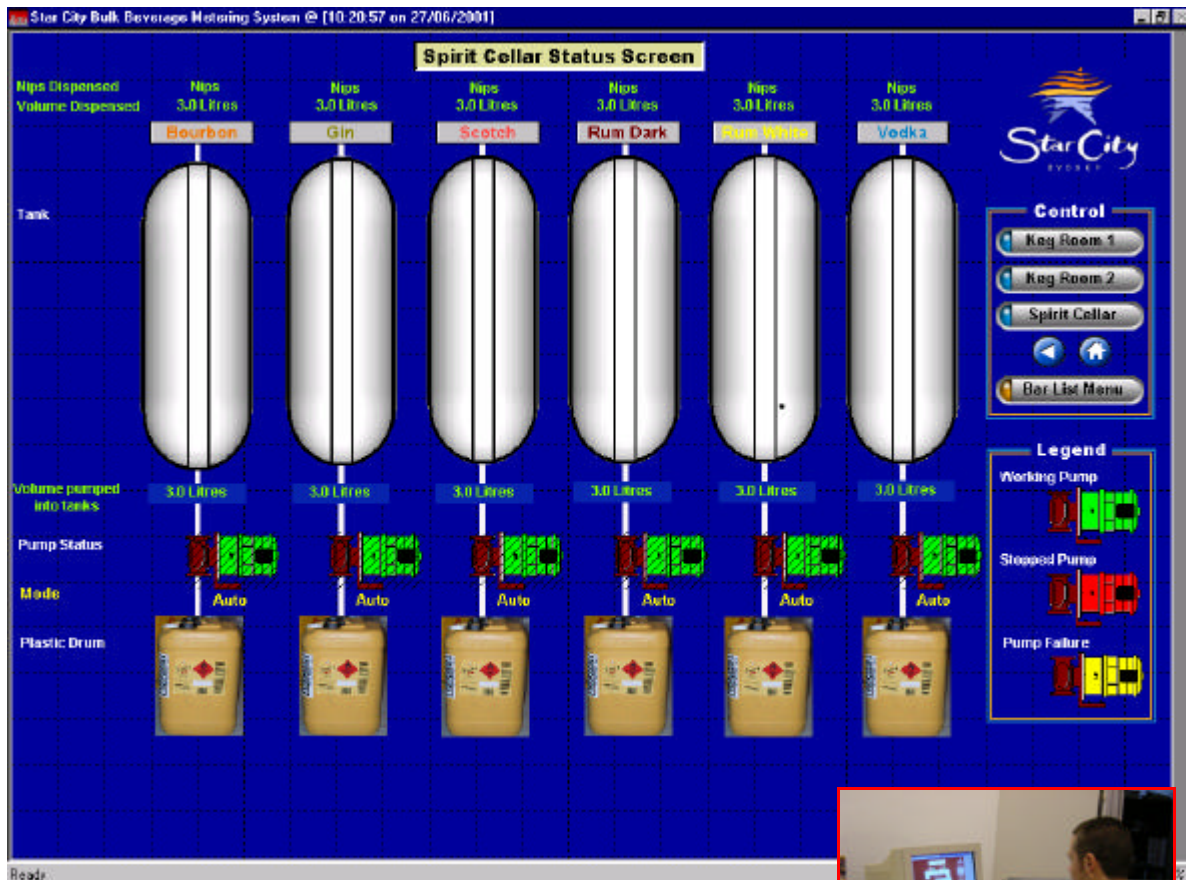 Star City Bulk Beverage Metering System @ [10:20:57 on 27/06/2001]
Spirit Cellar Status Screen
Nips Dispensed Nips Nips Nips Nips Nips Nips
Volume Dispensed 3.0 Litres 3.0 Litres 3.0 Litres 3.0 Litres 3.0 Litres 3.0 Litres
Bourbon Gin Scotch Rum Dark Rum White Vodka
Star City
SYDNEY
Tank
Control
Keg Room 1
Keg Room 2
Spirit Cellar
Bar List Menu
Legend
Working Pump
Stopped Pump
Pump Failure
Volume pumped
into tanks
3.0 Litres 3.0 Litres 3.0 Litres 3.0 Litres 3.0 Litres 3.0 Litres
Pump Status
Mode Auto Auto Auto Auto Auto Auto
Plastic Drum
Ready